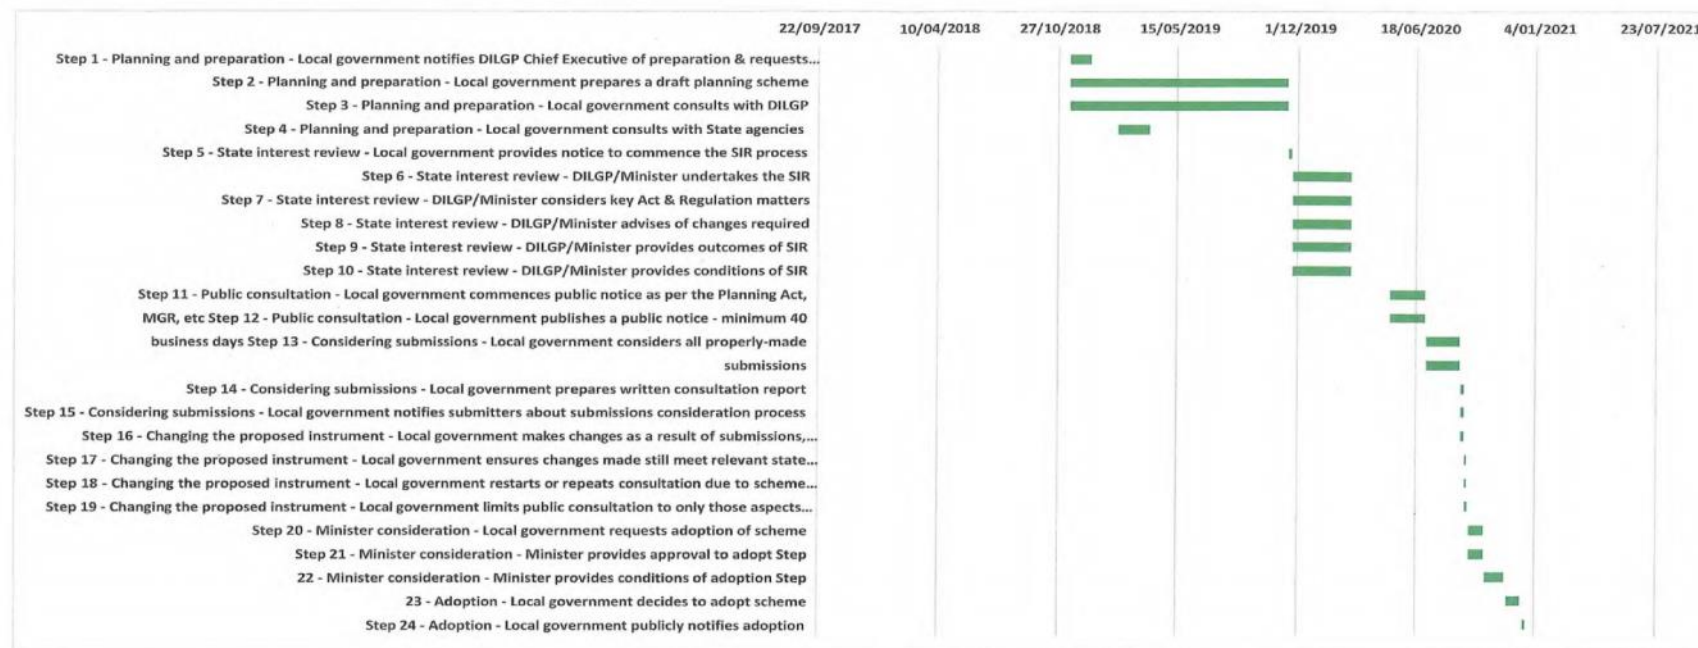 22/09/2017 10/04/2018 27/10/2018 15/05/2019 1/12/2019 18/06/2020 4/01/2021 23/07/2021
Step 1 - Planning and preparation - Local government notifies DILGP Chief Executive of preparation & requests...
Step 2 - Planning and preparation - Local government prepares a draft planning scheme
Step 3 - Planning and preparation - Local government consults with DILGP
Step 4 - Planning and preparation - Local government consults with State agencies
Step 5 - State interest review - Local government provides notice to commence the SIR process
Step 6 - State interest review - DILGP/Minister undertakes the SIR
Step 7 - State interest review - DILGP/Minister considers key Act & Regulation matters
Step 8 - State interest review - DILGP/Minister advises of changes required
Step 9 - State interest review - DILGP/Minister provides outcomes of SIR
Step 10 - State interest review - DILGP/Minister provides conditions of SIR
Step 11 - Public consultation - Local government commences public notice as per the Planning Act,
MGR, etc Step 12 - Public consultation - Local government publishes a public notice - minimum 40
business days Step 13 - Considering submissions - Local government considers all properly-made
submissions
Step 14 - Considering submissions - Local government prepares written consultation report
Step 15 - Considering submissions - Local government notifies submitters about submissions consideration process
Step 16 - Changing the proposed instrument - Local government makes changes as a result of submissions,...
Step 17 - Changing the proposed instrument - Local government ensures changes made still meet relevant state...
Step 18 - Changing the proposed instrument - Local government restarts or repeats consultation due to scheme...
Step 19 - Changing the proposed instrument - Local government limits public consultation to only those aspects...
Step 20 - Minister consideration - Local government requests adoption of scheme
Step 21 - Minister consideration - Minister provides approval to adopt Step
22 - Minister consideration - Minister provides conditions of adoption Step
23 - Adoption - Local government decides to adopt scheme
Step 24 - Adoption - Local government publicly notifies adoption